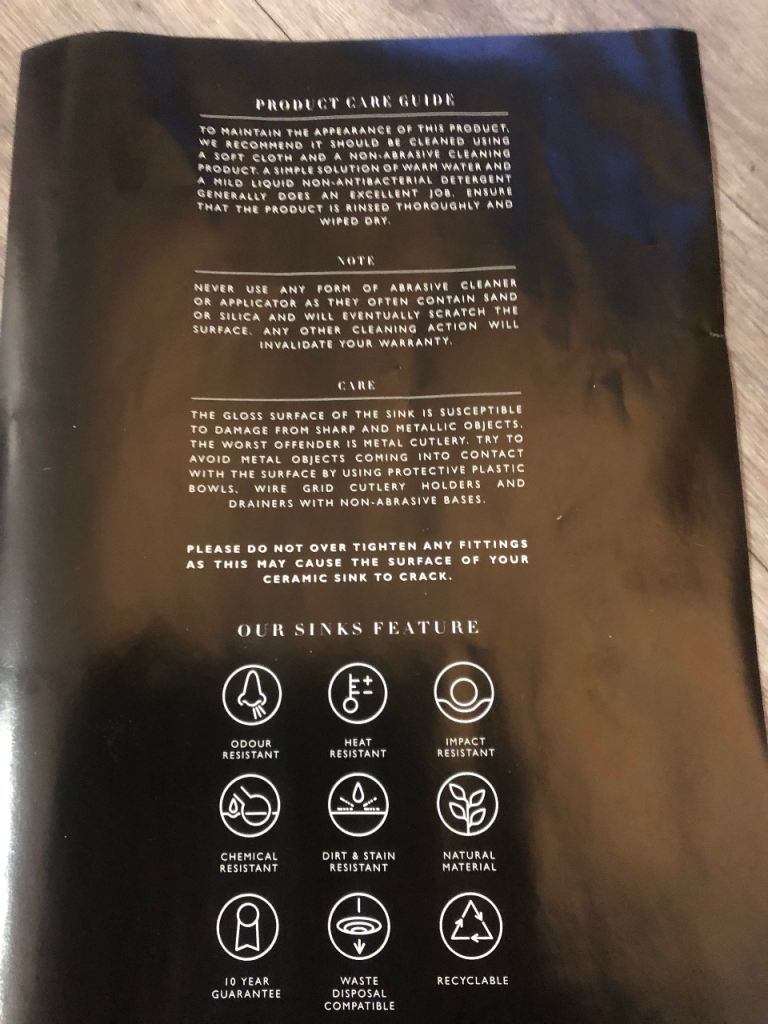 PRODUCT CARE GUIDE
TO MAINTAIN THE APPEARANCE OF THIS PRODUCT,
WE RECOMMEND IT SHOULD BE CLEANED USING
A SOFT CLOTH AND A NON-ABRASIVE CLEANING
PRODUCT. A SIMPLE SOLUTION OF WARM WATER AND
A MILD LIQUID NON-ANTIBACTERIAL DETERGENT
GENERALLY DOES AN EXCELLENT JOB. ENSURE
THAT THE PRODUCT IS RINSED THOROUGHLY AND
WIPED DRY.
NOTE
NEVER USE ANY FORM OF ABRASIVE CLEANER
OR APPLICATOR AS THEY OFTEN CONTAIN SAND
OR SILICA AND WILL EVENTUALLY SCRATCH THE
SURFACE. ANY OTHER CLEANING ACTION WILL
INVALIDATE YOUR WARRANTY.
CARE
THE GLOSS SURFACE OF THE SINK IS SUSCEPTIBLE
TO DAMAGE FROM SHARP AND METALLIC OBJECTS.
THE WORST OFFENDER IS METAL CUTLERY. TRY TO
AVOID METAL OBJECTS COMING INTO CONTACT
WITH THE SURFACE BY USING PROTECTIVE PLASTIC
BOWLS, WIRE GRID CUTLERY HOLDERS AND
DRAINERS WITH NON-ABRASIVE BASES.
PLEASE DO NOT OVER TIGHTEN ANY FITTINGS
AS THIS MAY CAUSE THE SURFACE OF YOUR
CERAMIC SINK TO CRACK.
OUR SINKS FEATURE
ODOUR
RESISTANT
HEAT
RESISTANT
IMPACT
RESISTANT
CHEMICAL
RESISTANT
DIRT & STAIN
RESISTANT
NATURAL
MATERIAL
10 YEAR
GUARANTEE
WASTE
DISPOSAL
COMPATIBLE
RECYCLABLE